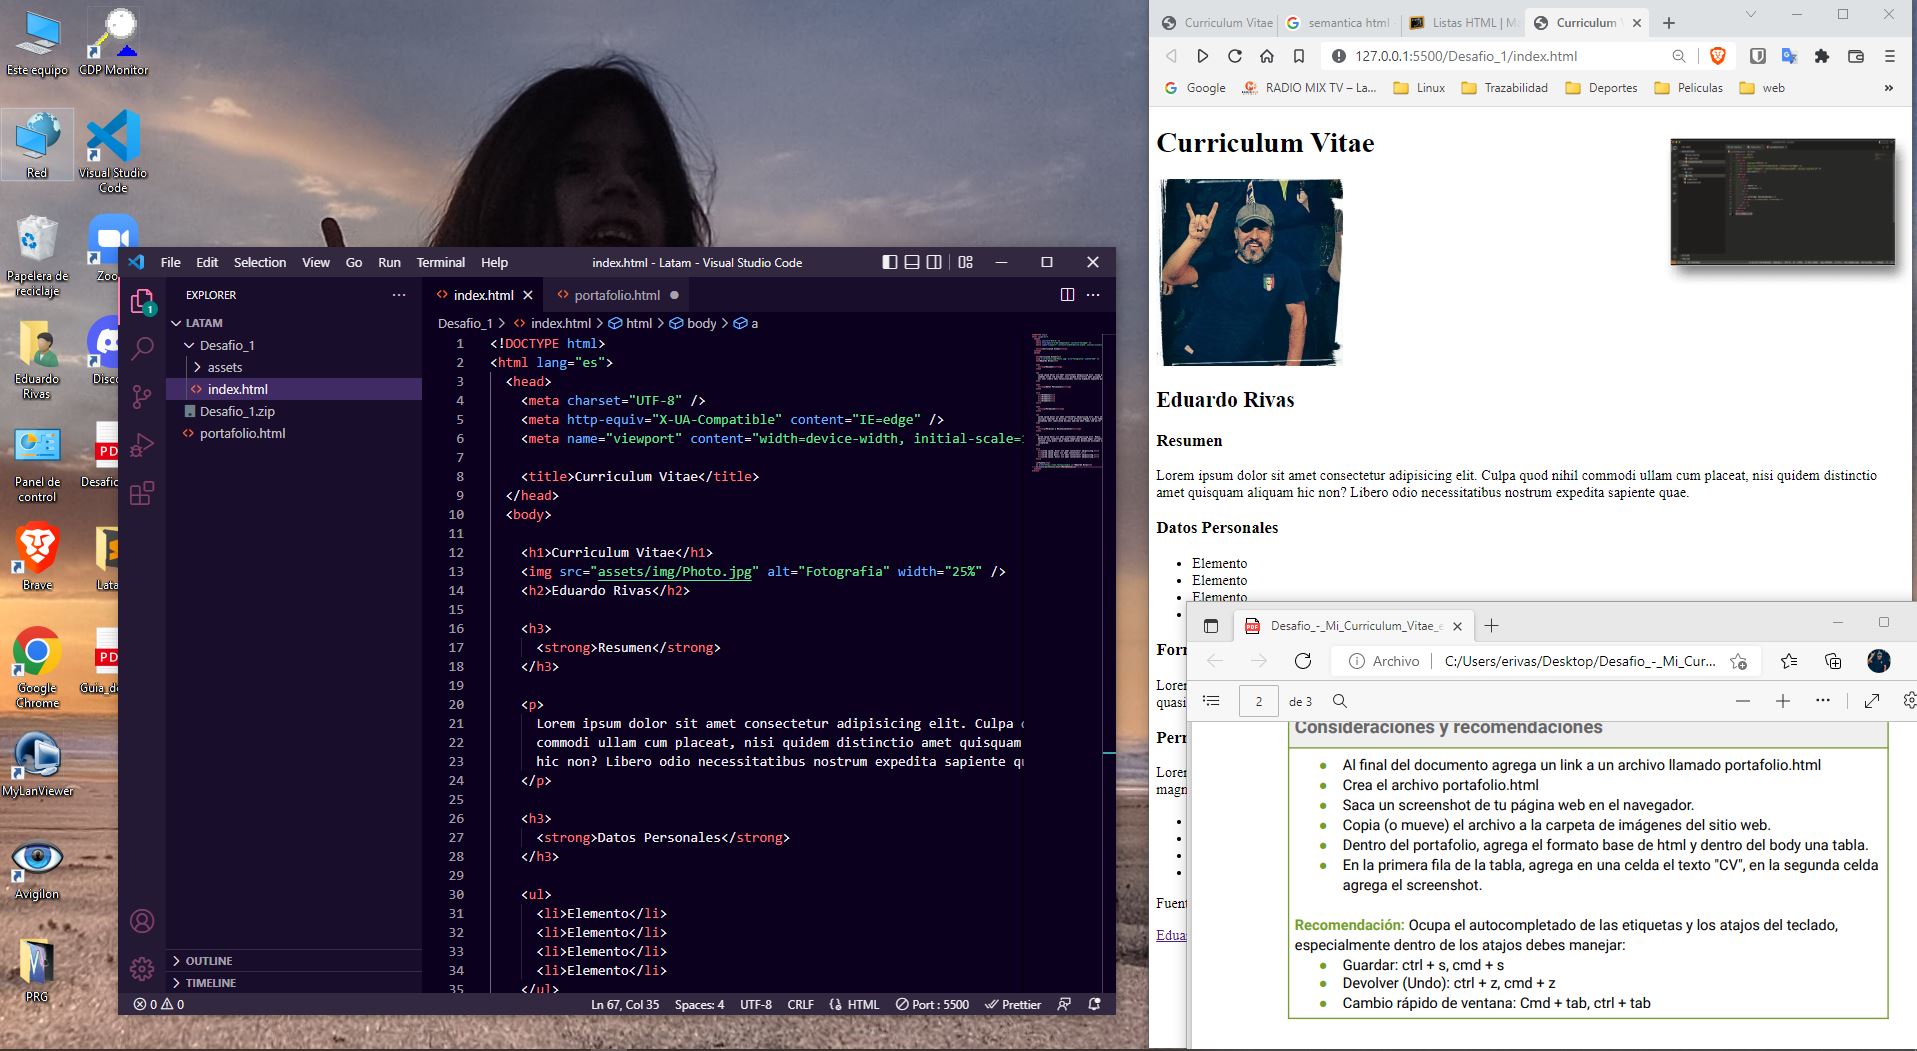 Este equipo
CDP Monitor
Red
Visual Studio
Code
Papelera de
reciclaje
Zoo
Eduardo
Rivas
Disco
Panel de
control
Desafio
Brave
Lata
Google
Chrome
Guia_do
MyLanViewer
Avigilon
PRG
File Edit Selection View Go Run Terminal Help
index.html - Latam - Visual Studio Code
EXPLORER
LATAM
Desafio_1
assets
index.html
Desafio_1.zip
portafolio.html
OUTLINE
TIMELINE
index.html
portafolio.html
Desafio_1 > index.html > html > body > a
1 <!DOCTYPE html>
2 <html lang="es">
3 <head>
4 <meta charset="UTF-8" />
5 <meta http-equiv="X-UA-Compatible" content="IE=edge" />
6 <meta name="viewport" content="width=device-width, initial-scale=1
7
8 <title>Curriculum Vitae</title>
9 </head>
10 <body>
11
12 <h1>Curriculum Vitae</h1>
13 <img src="assets/img/Photo.jpg" alt="Fotografia" width="25%" />
14 <h2>Eduardo Rivas</h2>
15
16 <h3>
17 <strong>Resumen</strong>
18 </h3>
19
20 <p>
21 Lorem ipsum dolor sit amet consectetur adipisicing elit. Culpa
22 commodi ullam cum placeat, nisi quidem distinctio amet quisquam
23 hic non? Libero odio necessitatibus nostrum expedita sapiente qu
24 </p>
25
26 <h3>
27 <strong>Datos Personales</strong>
28 </h3>
29
30 <ul>
31 <li>Elemento</li>
32 <li>Elemento</li>
33 <li>Elemento</li>
34 <li>Elemento</li>
35 </ul>
0 0
Ln 67, Col 35 Spaces: 4 UTF-8 CRLF HTML Port : 5500 Prettier
Curriculum Vitae
semantica html
Listas HTML | M
Curriculum
127.0.0.1:5500/Desafio_1/index.html
Google
RADIO MIX TV – La...
Linux
Trazabilidad
Deportes
Peliculas
web
Curriculum Vitae
Eduardo Rivas
Resumen
Lorem ipsum dolor sit amet consectetur adipisicing elit. Culpa quod nihil commodi ullam cum placeat, nisi quidem distinctio
amet quisquam aliquam hic non? Libero odio necessitatibus nostrum expedita sapiente quae.
Datos Personales
Elemento
Elemento
Elemento
Lore
quasi
Lore
magn
Fuent
Eduar
Desafio_-_Mi_Curriculum_Vitae_e
Archivo
C:/Users/erivas/Desktop/Desafio_-_Mi_Cur...
2 de 3
Consideraciones y recomendaciones
● Al final del documento agrega un link a un archivo llamado portafolio.html
● Crea el archivo portafolio.html
● Saca un screenshot de tu página web en el navegador.
● Copia (o mueve) el archivo a la carpeta de imágenes del sitio web.
● Dentro del portafolio, agrega el formato base de html y dentro del body una tabla.
● En la primera fila de la tabla, agrega en una celda el texto "CV", en la segunda celda
agrega el screenshot.
Recomendación: Ocupa el autocompletado de las etiquetas y los atajos del teclado,
especialmente dentro de los atajos debes manejar:
● Guardar: ctrl + s, cmd + s
● Devolver (Undo): ctrl + z, cmd + z
● Cambio rápido de ventana: Cmd + tab, ctrl + tab